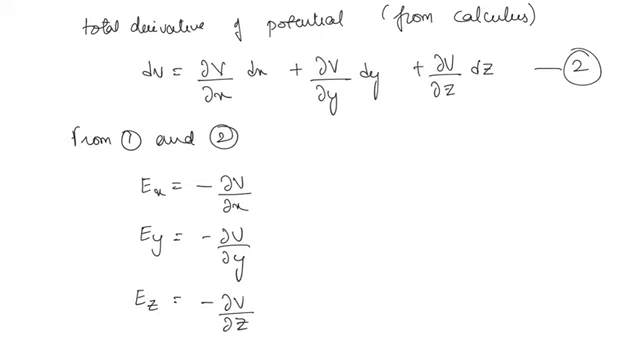 total derivative of potential (from calculus)
dV = ∂V/∂x dx + ∂V/∂y dy + ∂V/∂z dz — ②
From ① and ②
Ex = - ∂V/∂x
Ey = - ∂V/∂y
Ez = - ∂V/∂z